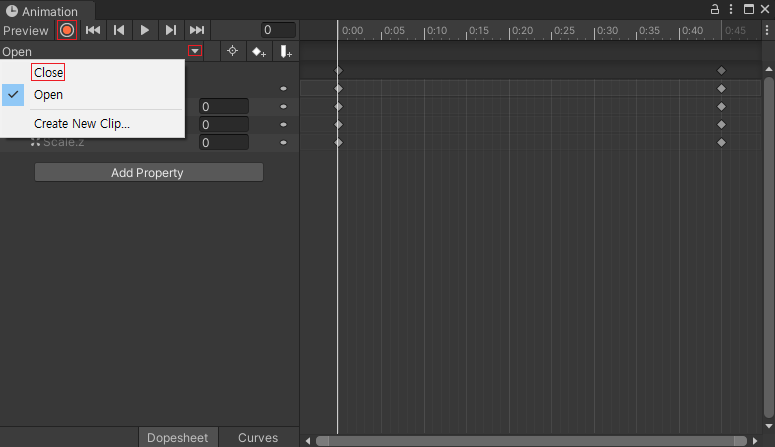 Animation
Preview
0
0:00 0:05 0:10 0:15 0:20 0:25 0:30 0:35 0:40 0:45
Open
Close
Open
Create New Clip...
0
0
Scale.z
0
Add Property
Dopesheet
Curves